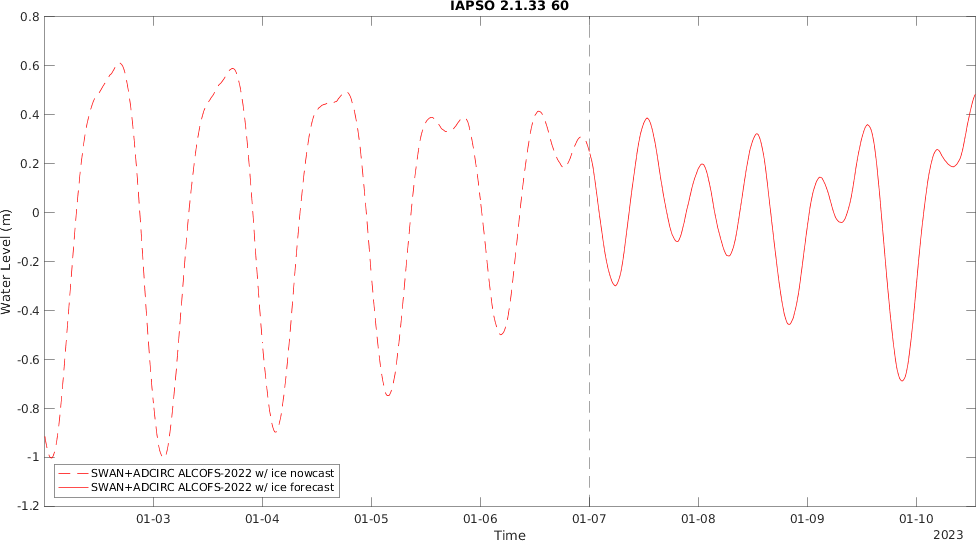 IAPSO 2.1.33 60
Water Level (m)
0.8
0.6
0.4
0.2
0
-0.2
-0.4
-0.6
-0.8
-1
-1.2
SWAN+ADCIRC ALCOFS-2022 w/ ice nowcast
SWAN+ADCIRC ALCOFS-2022 w/ ice forecast
01-03 01-04 01-05 01-06 01-07 01-08 01-09 01-10
Time
2023